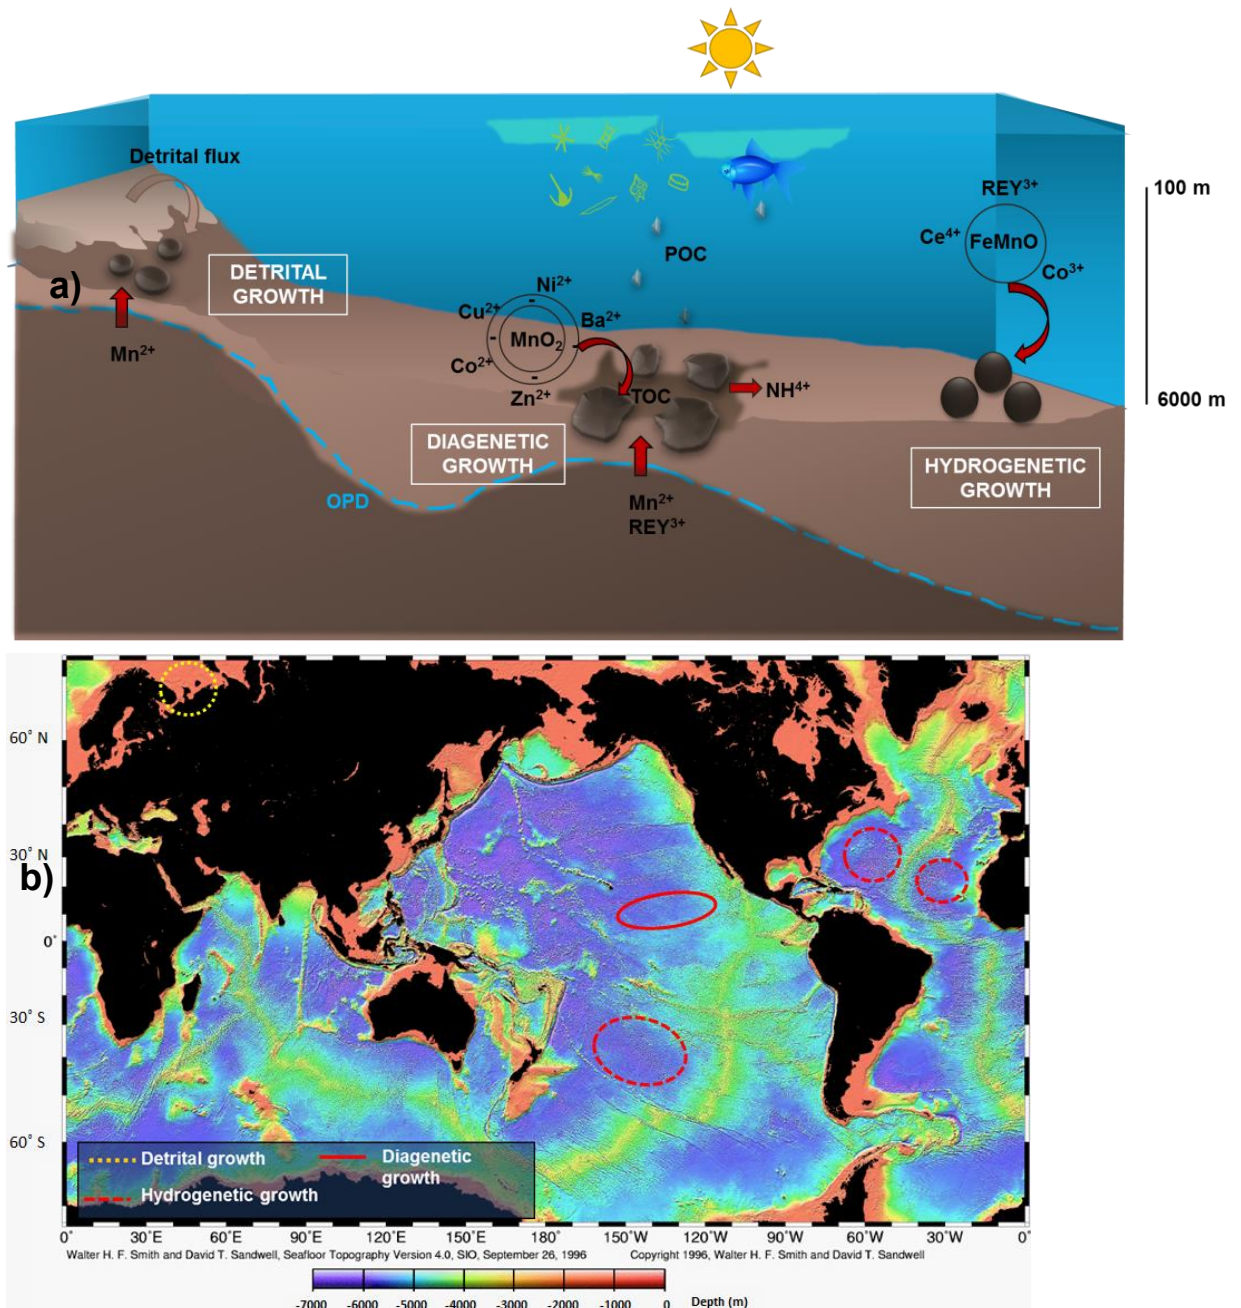 Detrital flux
a)
DETRITAL
GROWTH
Mn²⁺
Ni²⁺
Cu²⁺
Ba²⁺
MnO₂
Co²⁺
Zn²⁺
-
-
-
-
POC
TOC
NH⁴⁺
DIAGENETIC
GROWTH
OPD
Mn²⁺
REY³⁺
REY³⁺
Ce⁴⁺
FeMnO
Co³⁺
HYDROGENETIC
GROWTH
100 m
6000 m
b)
60° N
30° N
0°
30° S
60° S
Detrital growth
Diagenetic
growth
Hydrogenetic growth
0° 30°E 60°E 90°E 120°E 150°E 180° 150°W 120°W 90°W 60°W 30°W 0°
Walter H. F. Smith and David T. Sandwell, Seafloor Topography Version 4.0, SIO, September 26, 1996 Copyright 1996, Walter H. F. Smith and David T. Sandwell
-7000 -6000 -5000 -4000 -3000 -2000 -1000 0 Depth (m)